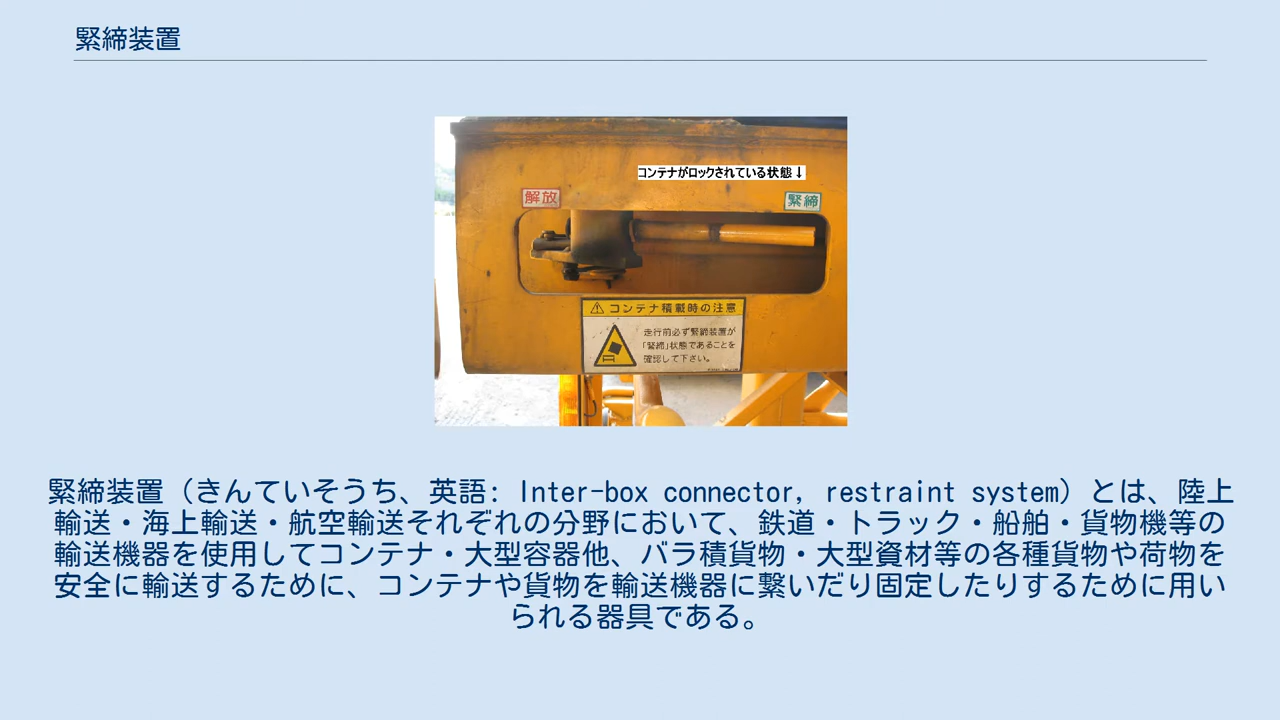 緊締装置
コンテナがロックされている状態↓
解放
緊締
コンテナ積載時の注意
走行前必ず緊締装置が
「緊締」状態であることを
確認して下さい。
緊締装置（きんていそうち、英語: Inter-box connector, restraint system）とは、陸上
輸送・海上輸送・航空輸送それぞれの分野において、鉄道・トラック・船舶・貨物機等の
輸送機器を使用してコンテナ・大型容器他、バラ積貨物・大型資材等の各種貨物や荷物を
安全に輸送するために、コンテナや貨物を輸送機器に繋いだり固定したりするために用い
られる器具である。